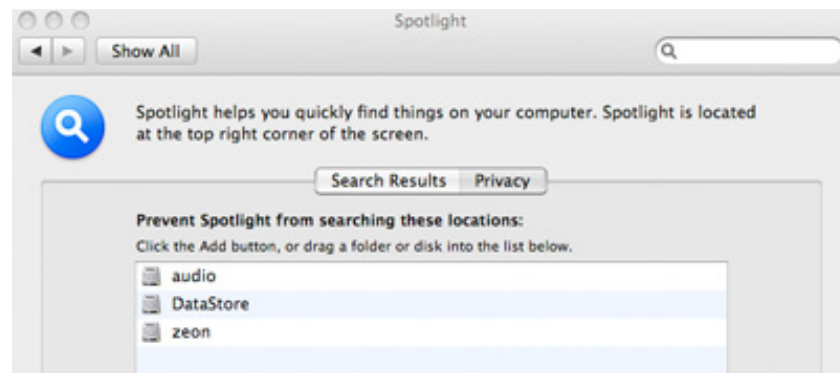 Spotlight
Show All
Spotlight helps you quickly find things on your computer. Spotlight is located
at the top right corner of the screen.
Search Results Privacy
Prevent Spotlight from searching these locations:
Click the Add button, or drag a folder or disk into the list below.
audio
DataStore
zeon